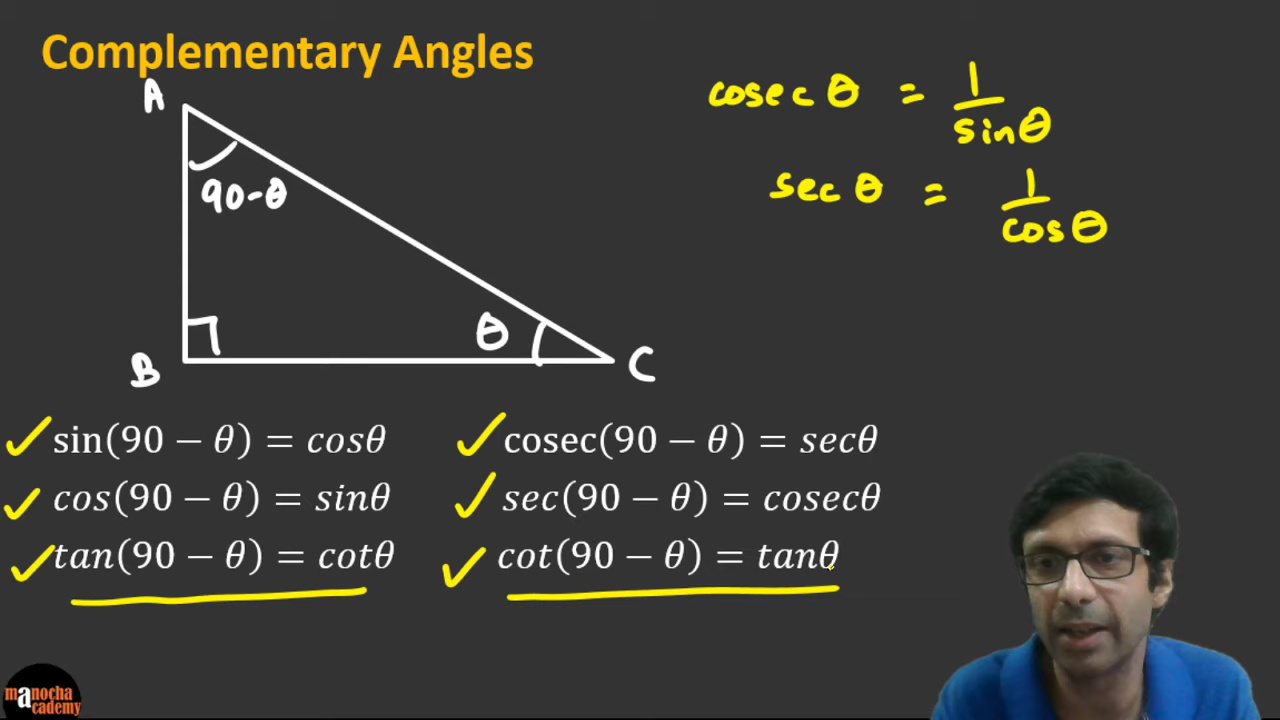 Complementary Angles
A
90-θ
B
θ
C
cosec θ = 1/sinθ
sec θ = 1/cosθ
sin(90 − θ) = cosθ
cos(90 − θ) = sinθ
tan(90 − θ) = cotθ
cosec(90 − θ) = secθ
sec(90 − θ) = cosecθ
cot(90 − θ) = tanθ
manocha
academy